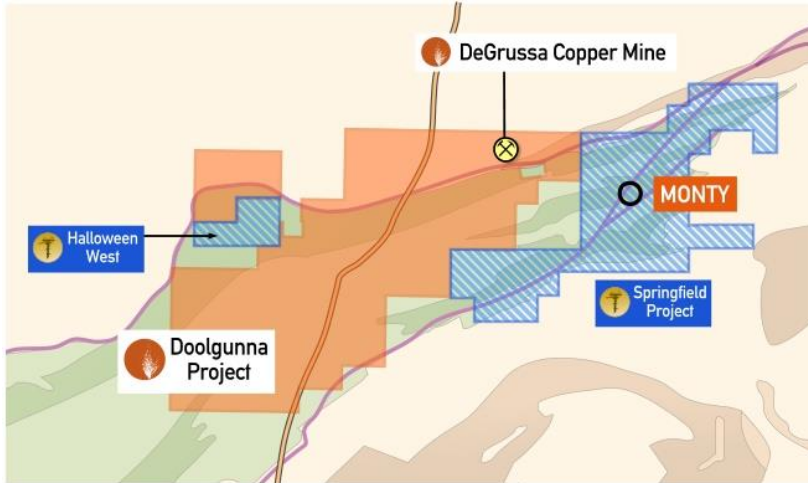 DeGrussa Copper Mine
MONTY
Halloween
West
Springfield
Project
Doolgunna
Project